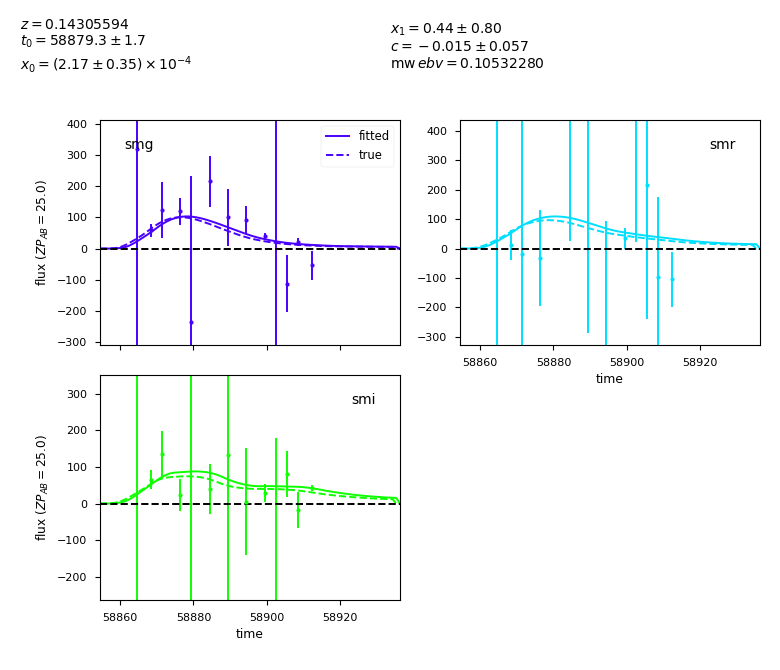 z = 0.14305594
t₀ = 58879.3 ± 1.7
x₀ = (2.17 ± 0.35) × 10⁻⁴
x₁ = 0.44 ± 0.80
c = −0.015 ± 0.057
mw ebv = 0.10532280
400
300
200
100
0
−100
−200
−300
flux (ZP_AB = 25.0)
smg
fitted
true
400
300
200
100
0
−100
−200
−300
smr
58860 58880 58900 58920
time
300
200
100
0
−100
−200
flux (ZP_AB = 25.0)
smi
58860 58880 58900 58920
time